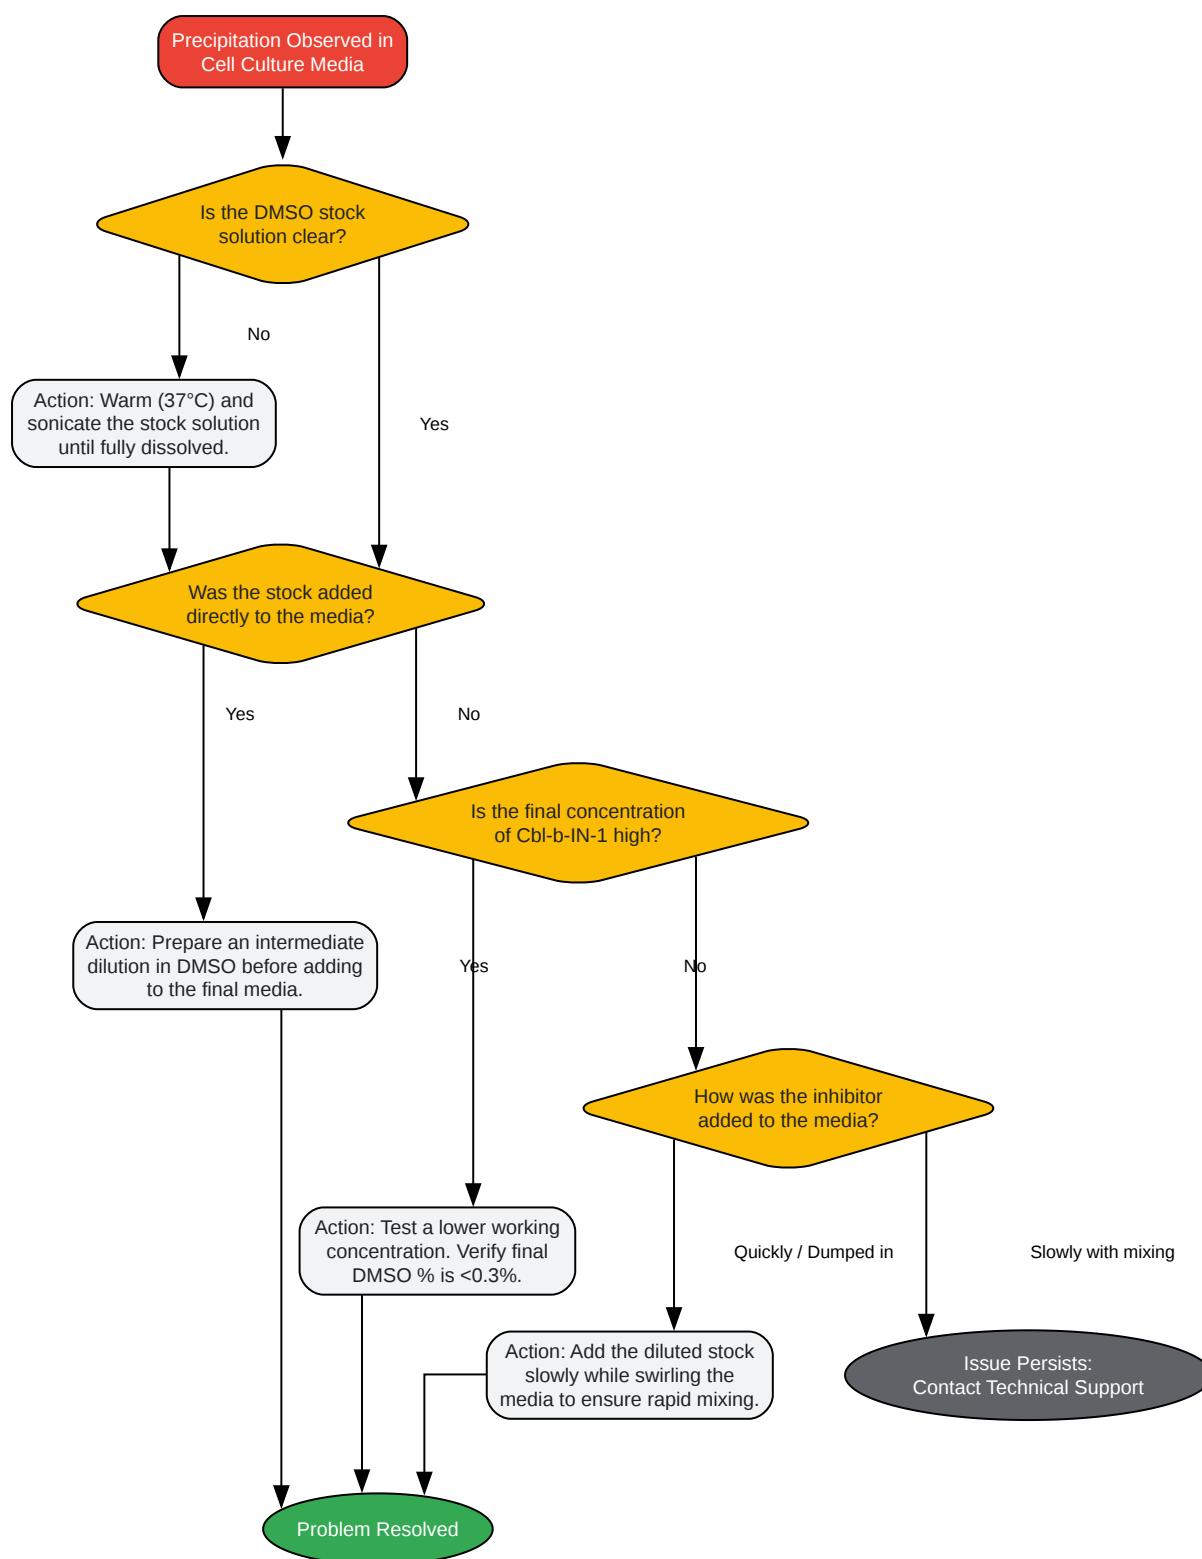 Precipitation Observed in
Cell Culture Media
Is the DMSO stock
solution clear?
No
Action: Warm (37°C) and
sonicate the stock solution
until fully dissolved.
Yes
Was the stock added
directly to the media?
Yes
No
Is the final concentration
of Cbl-b-IN-1 high?
Action: Prepare an intermediate
dilution in DMSO before adding
to the final media.
Yes
No
How was the inhibitor
added to the media?
Action: Test a lower working
concentration. Verify final
DMSO % is <0.3%.
Quickly / Dumped in
Slowly with mixing
Action: Add the diluted stock
slowly while swirling the
media to ensure rapid mixing.
Issue Persists:
Contact Technical Support
Problem Resolved